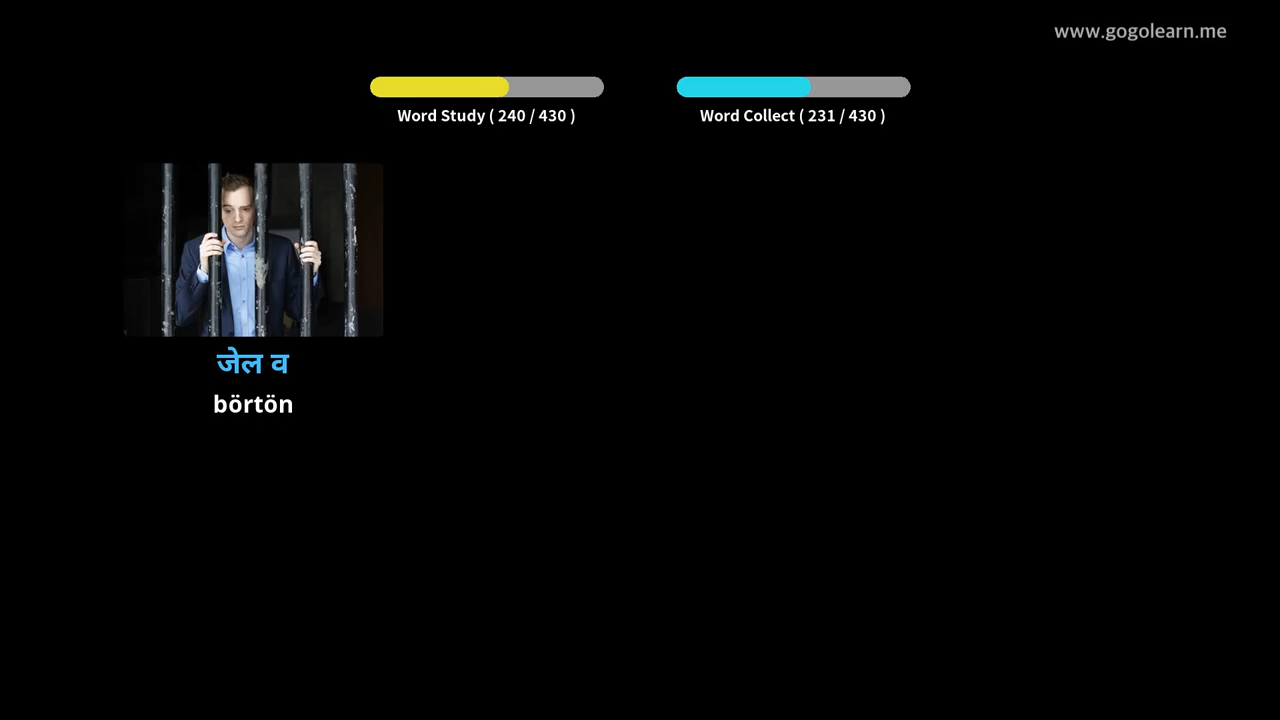 www.gogolearn.me
Word Study ( 240 / 430 )
Word Collect ( 231 / 430 )
जेल व
börtön